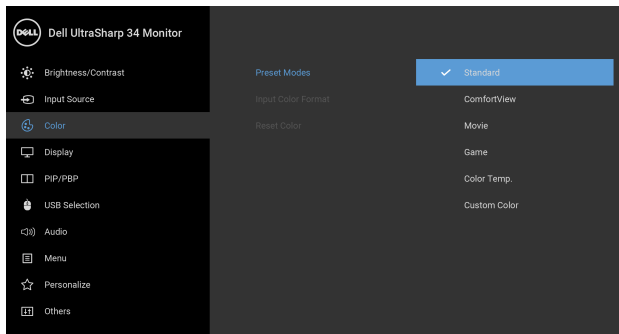 DELL Dell UltraSharp 34 Monitor
Brightness/Contrast
Input Source
Color
Display
PIP/PBP
USB Selection
Audio
Menu
Personalize
Others
Preset Modes
Input Color Format
Reset Color
Standard
ComfortView
Movie
Game
Color Temp.
Custom Color